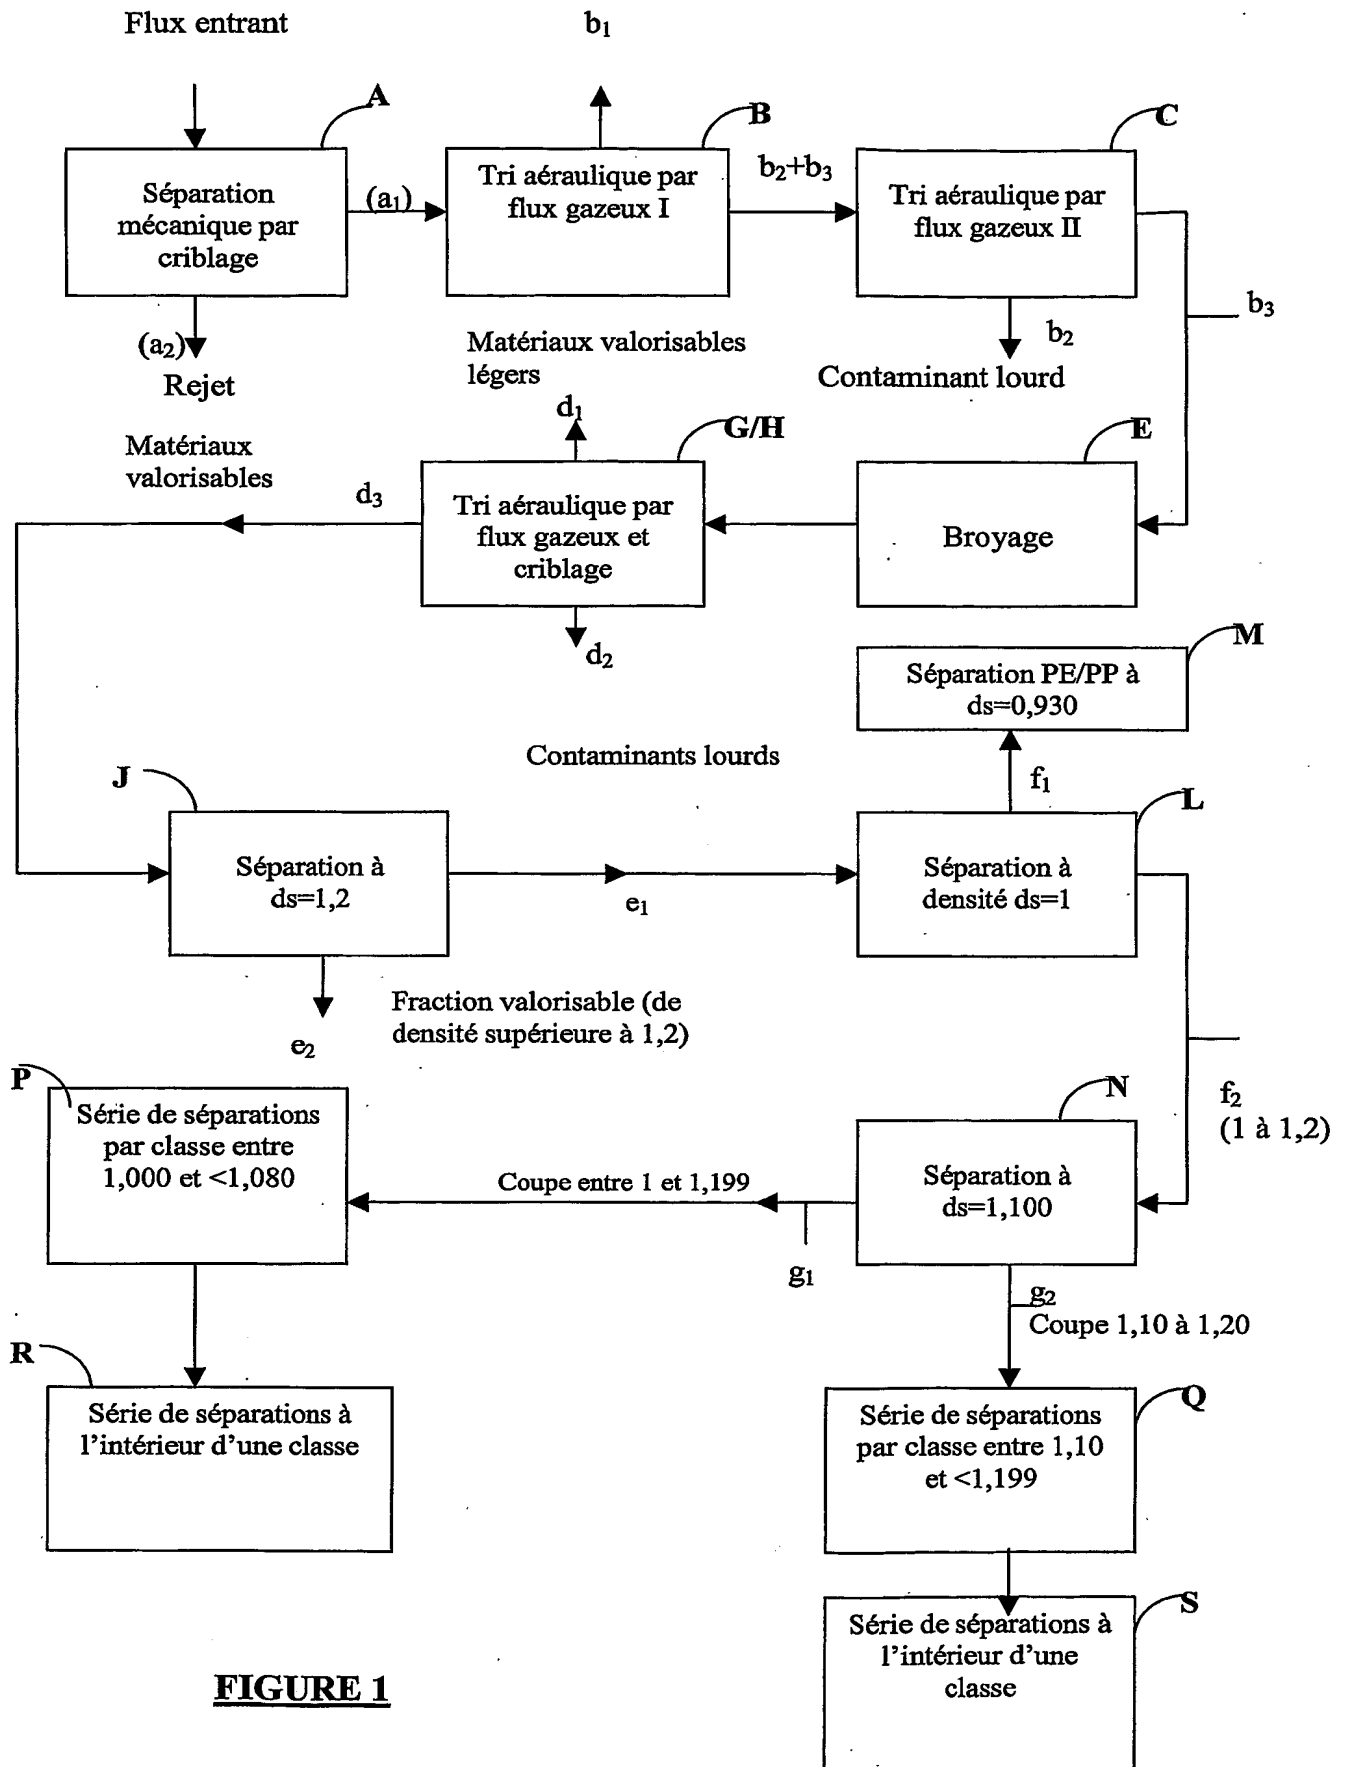 Flux entrant
b1
A
B
C
Séparation
mécanique par
criblage
(a1)
Tri aéraulique par
flux gazeux I
b2+b3
Tri aéraulique par
flux gazeux II
b3
(a2)
Rejet
Matériaux valorisables
légers
b2
Contaminant lourd
d1
G/H
E
Matériaux
valorisables
d3
Tri aéraulique par
flux gazeux et
criblage
Broyage
d2
M
Séparation PE/PP à
ds=0,930
Contaminants lourds
f1
J
L
Séparation à
ds=1,2
e1
Séparation à
densité ds=1
e2
Fraction valorisable (de
densité supérieure à 1,2)
P
N
f2
(1 à 1,2)
Série de séparations
par classe entre
1,000 et <1,080
Coupe entre 1 et 1,199
g1
Séparation à
ds=1,100
g2
Coupe 1,10 à 1,20
R
Q
Série de séparations à
l'intérieur d'une classe
Série de séparations
par classe entre 1,10
et <1,199
S
Série de séparations à
l'intérieur d'une
classe
FIGURE 1